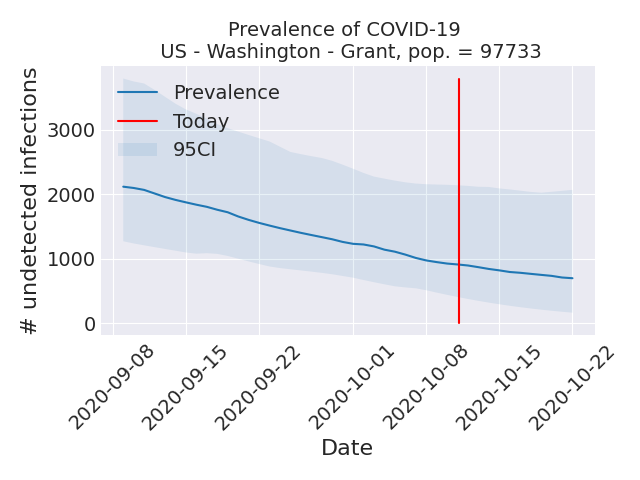 Prevalence of COVID-19
US - Washington - Grant, pop. = 97733
# undetected infections
3000
2000
1000
0
Prevalence
Today
95CI
2020-09-08
2020-09-15
2020-09-22
2020-10-01
2020-10-08
2020-10-15
2020-10-22
Date